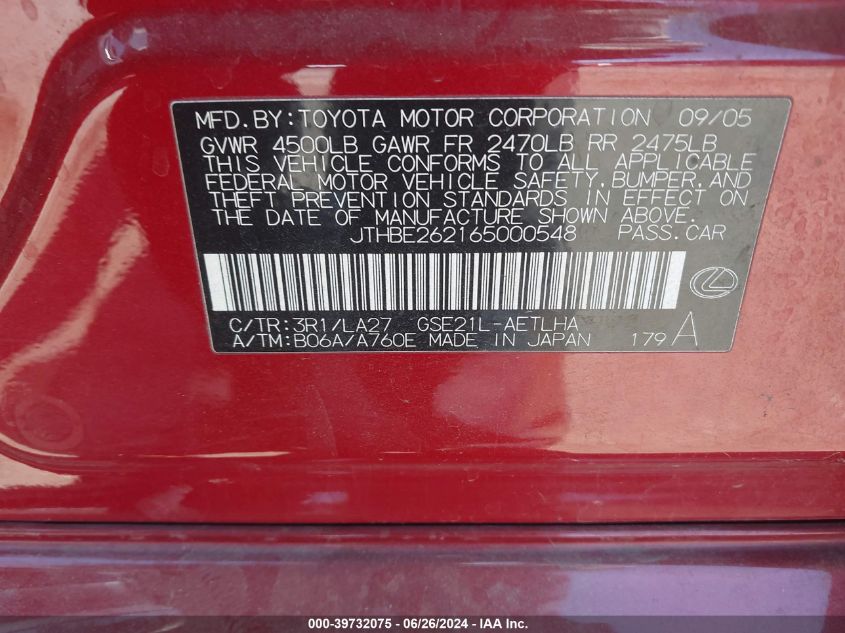 MFD. BY: TOYOTA MOTOR CORPORATION 09/05
GVWR 4500LB GAWR FR 2470LB RR 2475LB
THIS VEHICLE CONFORMS TO ALL APPLICABLE
FEDERAL MOTOR VEHICLE SAFETY, BUMPER, AND
THEFT PREVENTION STANDARDS IN EFFECT ON
THE DATE OF MANUFACTURE SHOWN ABOVE.
JTHBE262165000548 PASS. CAR
C/TR: 3R1/LA27 GSE21L-AETLHA
A/TM: B06A/A760E MADE IN JAPAN 179 A
000-39732075 - 06/26/2024 - IAA Inc.